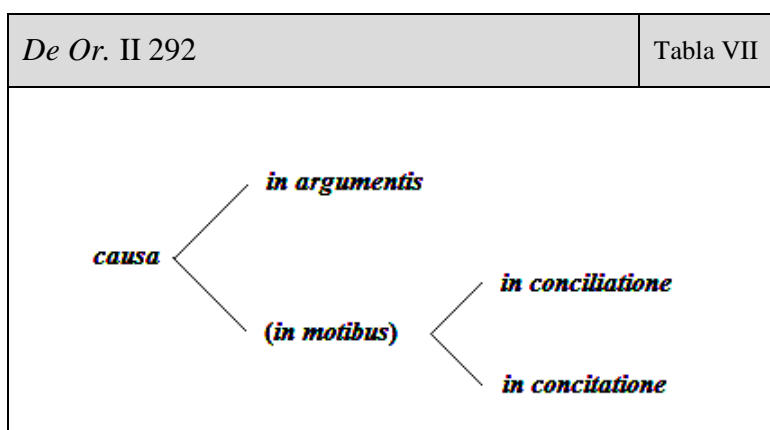 De Or. II 292
Tabla VII
in argumentis
causa
in conciliatione
(in motibus)
in concitatione